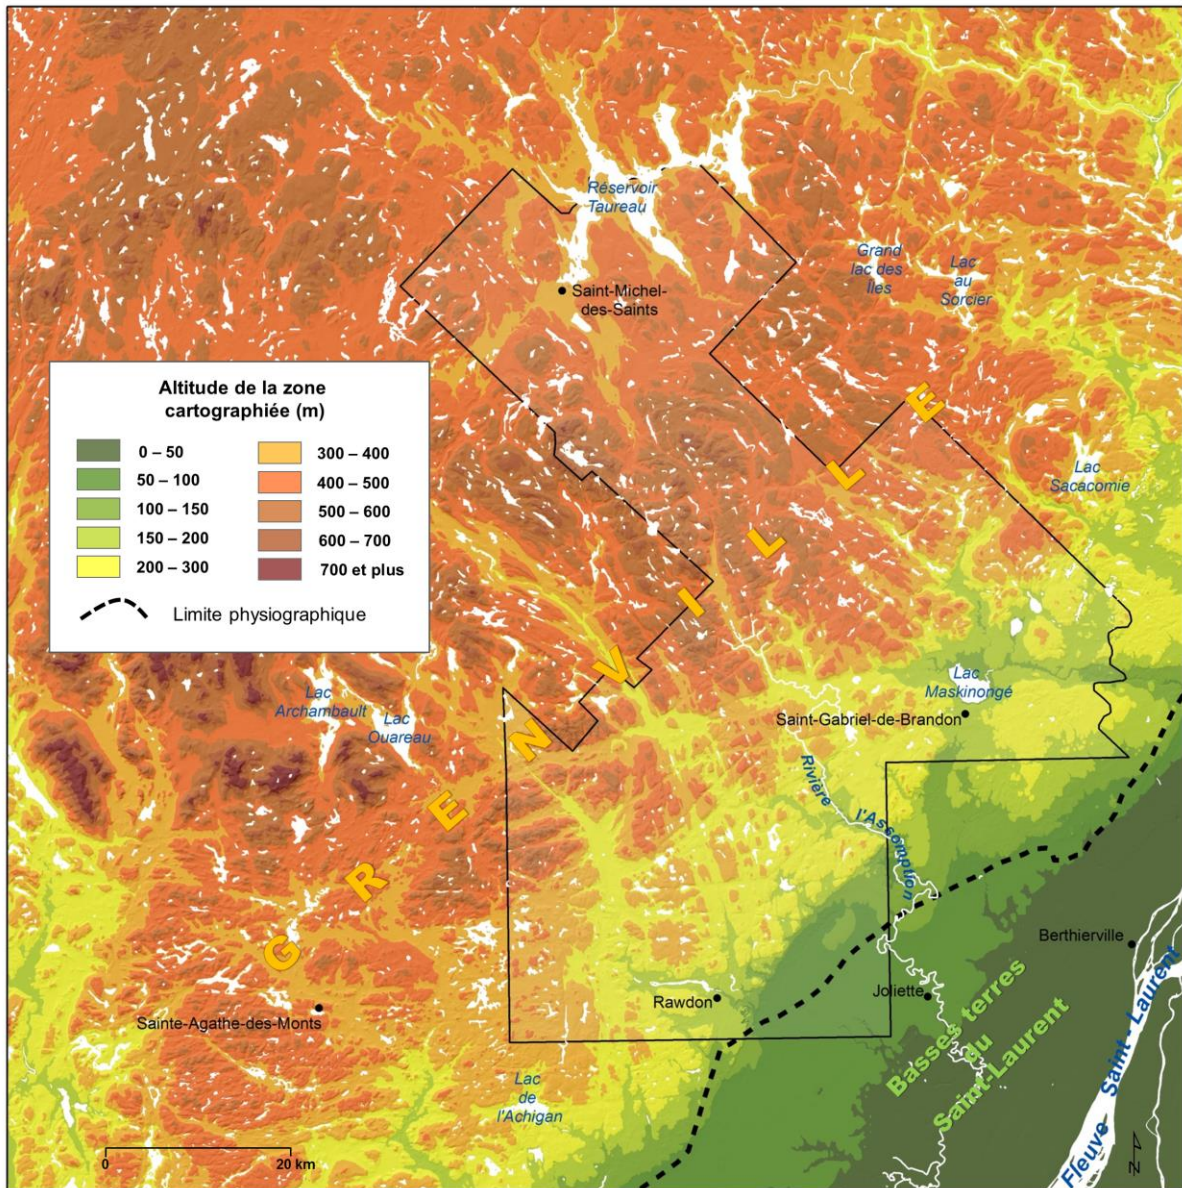 Réservoir
Taureau
Grand
lac des
Îles
Lac
au
Sorcier
Saint-Michel-
des-Saints
Altitude de la zone
cartographiée (m)
0 – 50
300 – 400
50 – 100
400 – 500
100 – 150
500 – 600
150 – 200
600 – 700
200 – 300
700 et plus
Limite physiographique
Lac
Sacacomie
GRENVILLE
Lac
Archambault
Lac
Ouareau
Lac
Maskinongé
Saint-Gabriel-de-Brandon
Rivière
l'Assomption
Berthierville
Rawdon
Joliette
Sainte-Agathe-des-Monts
Basses terres
du
Saint-Laurent
Fleuve Saint-Laurent
Lac
de
l'Achigan
0 20 km
N